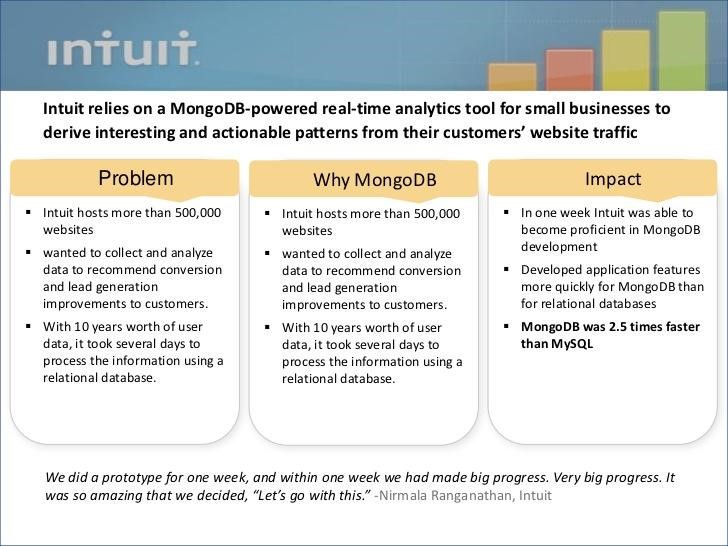 intuit.
Intuit relies on a MongoDB-powered real-time analytics tool for small businesses to
derive interesting and actionable patterns from their customers’ website traffic
Problem
▪ Intuit hosts more than 500,000
websites
▪ wanted to collect and analyze
data to recommend conversion
and lead generation
improvements to customers.
▪ With 10 years worth of user
data, it took several days to
process the information using a
relational database.
Why MongoDB
▪ Intuit hosts more than 500,000
websites
▪ wanted to collect and analyze
data to recommend conversion
and lead generation
improvements to customers.
▪ With 10 years worth of user
data, it took several days to
process the information using a
relational database.
Impact
▪ In one week Intuit was able to
become proficient in MongoDB
development
▪ Developed application features
more quickly for MongoDB than
for relational databases
▪ MongoDB was 2.5 times faster
than MySQL
We did a prototype for one week, and within one week we had made big progress. Very big progress. It
was so amazing that we decided, “Let’s go with this.” -Nirmala Ranganathan, Intuit